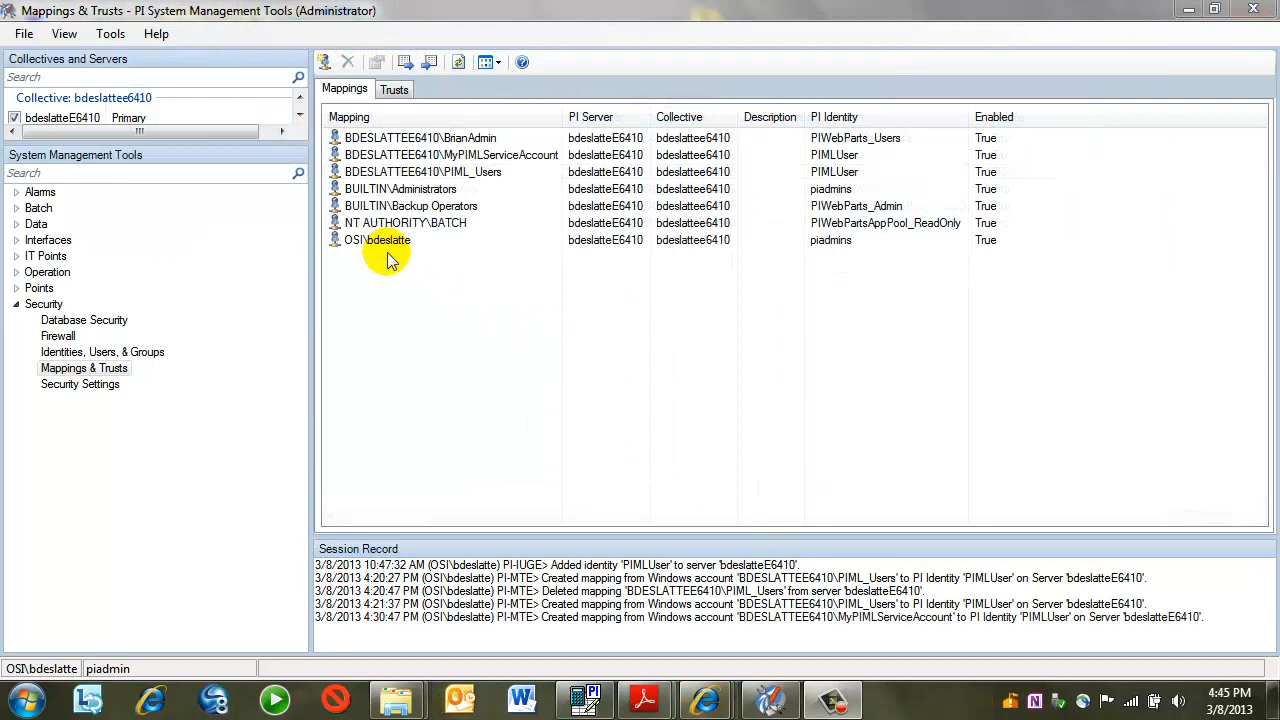 Mappings & Trusts - PI System Management Tools (Administrator)
File View Tools Help
Collectives and Servers
Search
Collective: bdeslattee6410
bdeslatteE6410 Primary
System Management Tools
Search
Alarms
Batch
Data
Interfaces
IT Points
Operation
Points
Security
Database Security
Firewall
Identities, Users, & Groups
Mappings & Trusts
Security Settings
Mappings Trusts
Mapping PI Server Collective Description PI Identity Enabled
BDESLATTEE6410\BrianAdmin bdeslatteE6410 bdeslattee6410 PIWebParts_Users True
BDESLATTEE6410\MyPIMLServiceAccount bdeslatteE6410 bdeslattee6410 PIMLUser True
BDESLATTEE6410\PIML_Users bdeslatteE6410 bdeslattee6410 PIMLUser True
BUILTIN\Administrators bdeslatteE6410 bdeslattee6410 piadmins True
BUILTIN\Backup Operators bdeslatteE6410 bdeslattee6410 PIWebParts_Admin True
NT AUTHORITY\BATCH bdeslatteE6410 bdeslattee6410 PIWebPartsAppPool_ReadOnly True
OSI\bdeslatte bdeslatteE6410 bdeslattee6410 piadmins True
Session Record
3/8/2013 10:47:32 AM (OSI\bdeslatte) PI-IUGE> Added identity 'PIMLUser' to server 'bdeslatteE6410'.
3/8/2013 4:20:27 PM (OSI\bdeslatte) PI-MTE> Created mapping from Windows account 'BDESLATTEE6410\PIML_Users' to PI Identity 'PIMLUser' on Server 'bdeslatteE6410'.
3/8/2013 4:20:47 PM (OSI\bdeslatte) PI-MTE> Deleted mapping 'BDESLATTEE6410\PIML_Users' from server 'bdeslatteE6410'.
3/8/2013 4:21:37 PM (OSI\bdeslatte) PI-MTE> Created mapping from Windows account 'BDESLATTEE6410\PIML_Users' to PI Identity 'PIMLUser' on Server 'bdeslatteE6410'.
3/8/2013 4:30:47 PM (OSI\bdeslatte) PI-MTE> Created mapping from Windows account 'BDESLATTEE6410\MyPIMLServiceAccount' to PI Identity 'PIMLUser' on Server 'bdeslatteE6410'.
OSI\bdeslatte piadmin
4:45 PM
3/8/2013